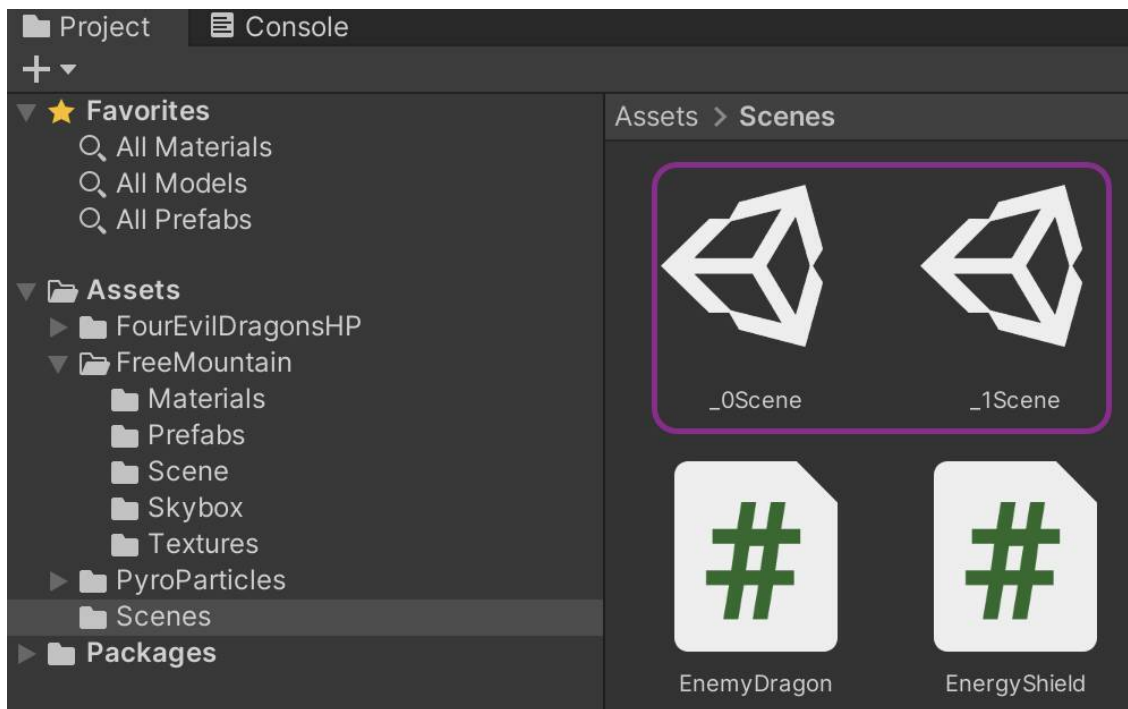 Project
Console
Favorites
All Materials
All Models
All Prefabs
Assets
FourEvilDragonsHP
FreeMountain
Materials
Prefabs
Scene
Skybox
Textures
PyroParticles
Scenes
Packages
Assets > Scenes
_0Scene
_1Scene
#
#
EnemyDragon
EnergyShield